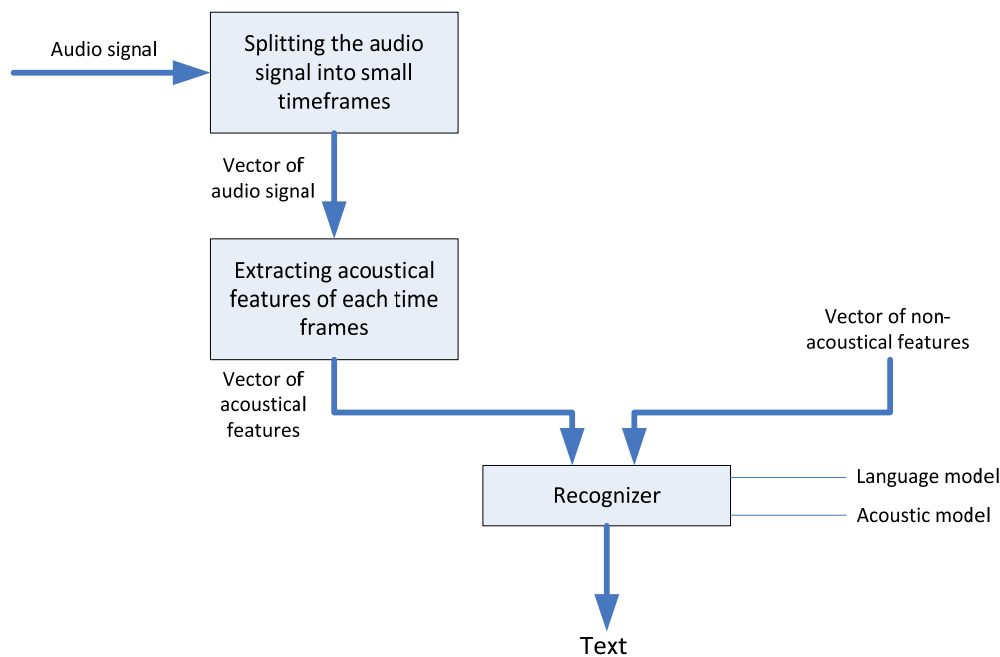 Audio signal
Splitting the audio
signal into small
timeframes
Vector of
audio signal
Extracting acoustical
features of each time
frames
Vector of non-
acoustical features
Vector of
acoustical
features
Recognizer
Language model
Acoustic model
Text